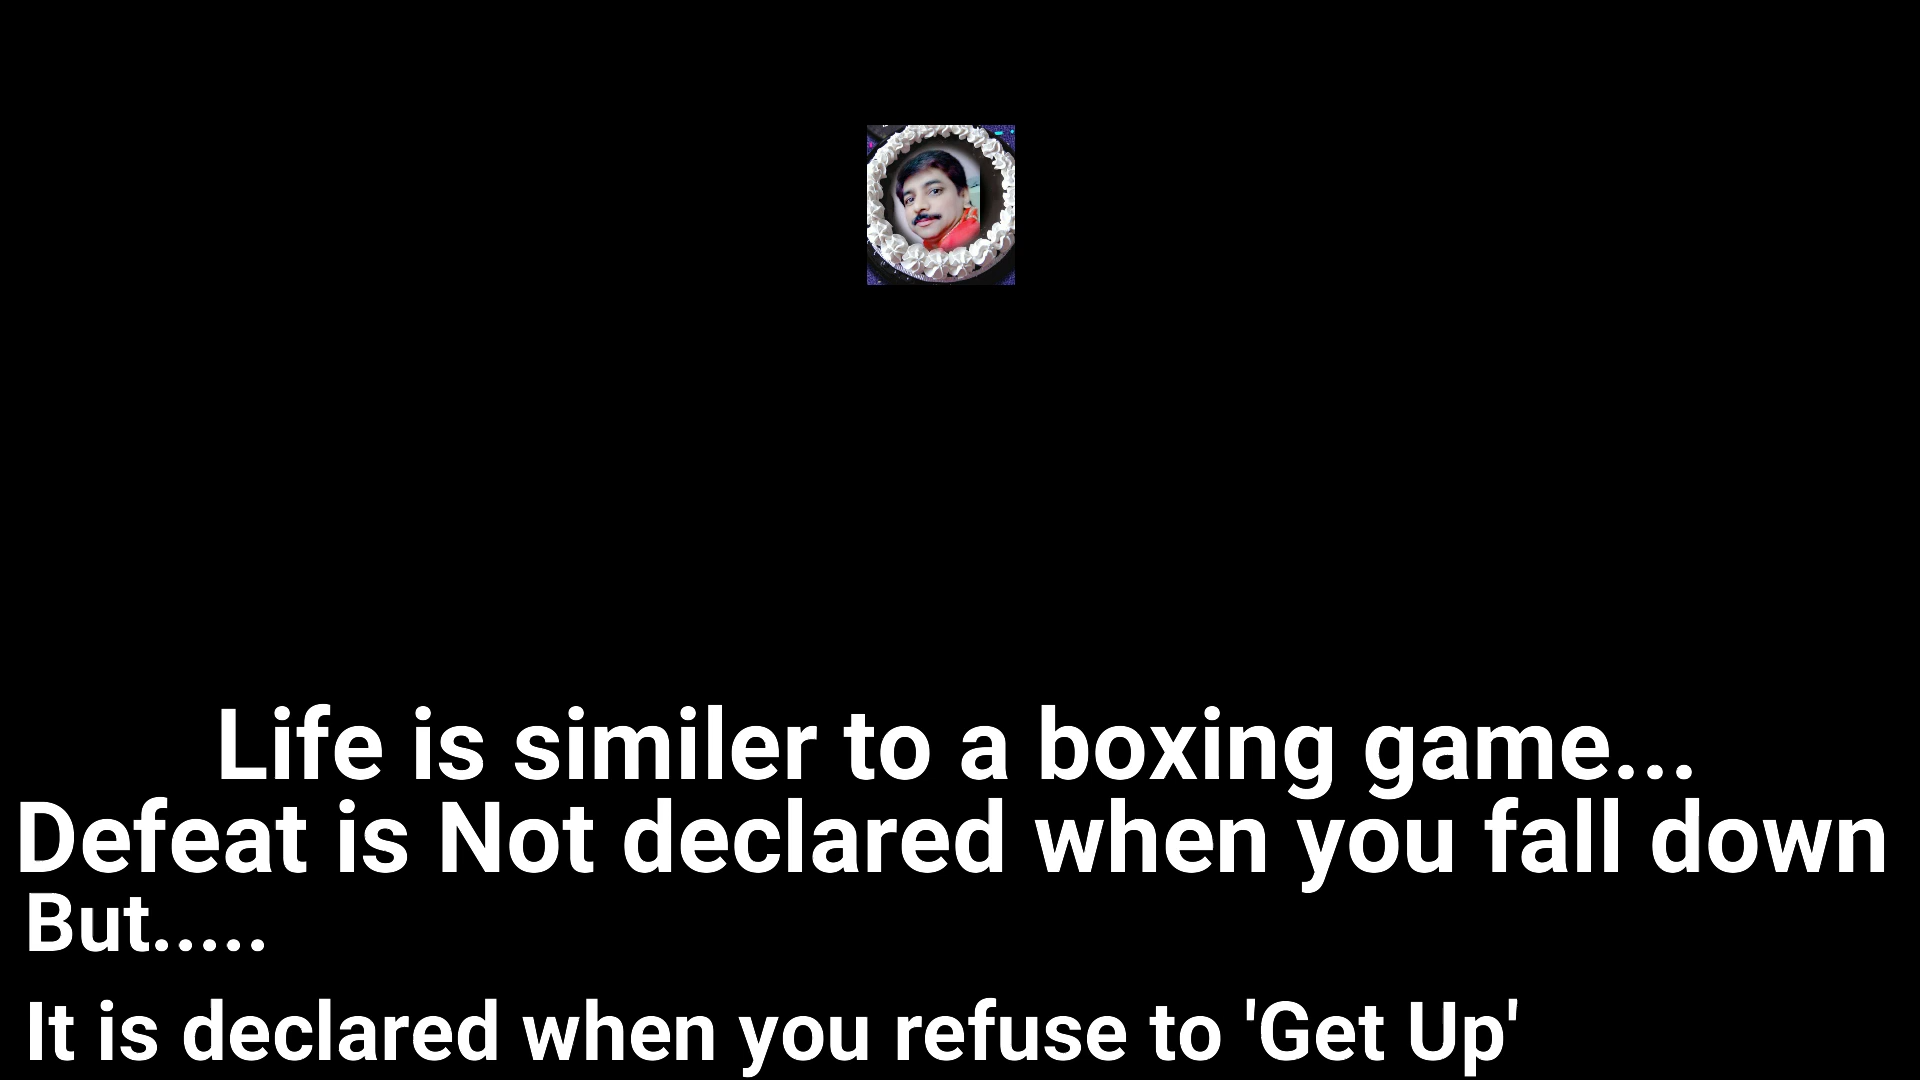 Life is similer to a boxing game...
Defeat is Not declared when you fall down
But.....
It is declared when you refuse to 'Get Up'